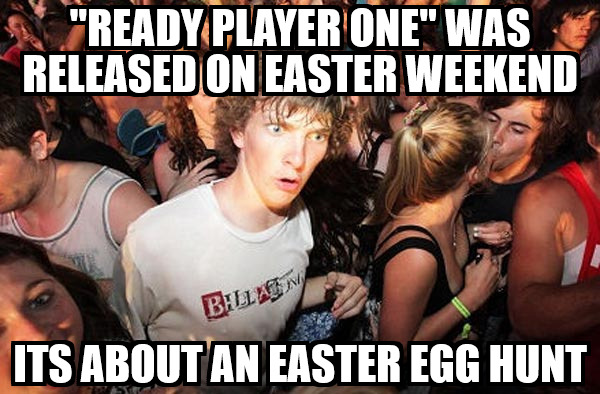 "READY PLAYER ONE" WAS
RELEASED ON EASTER WEEKEND
ITS ABOUT AN EASTER EGG HUNT